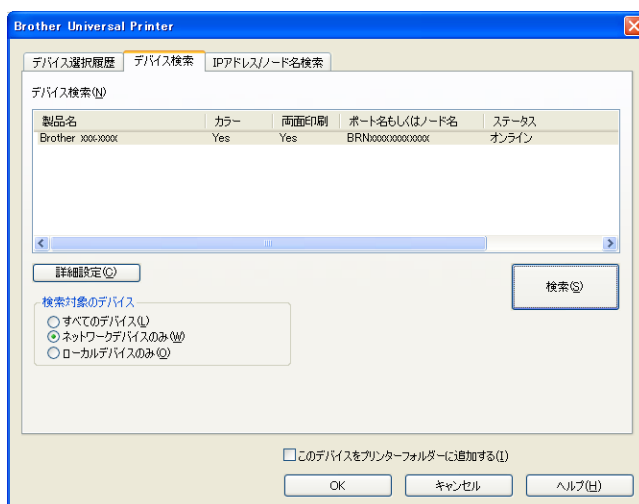 Brother Universal Printer
デバイス選択履歴 デバイス検索 IPアドレス/ノード名検索
デバイス検索(N)
製品名 カラー 両面印刷 ポート名もしくはノード名 ステータス
Brother xxx-xxxx Yes Yes BRNxxxxxxxxxxxx オンライン
詳細設定(C)
検索(S)
検索対象のデバイス
すべてのデバイス(L)
ネットワークデバイスのみ(W)
ローカルデバイスのみ(O)
このデバイスをプリンターフォルダーに追加する(I)
OK キャンセル ヘルプ(H)